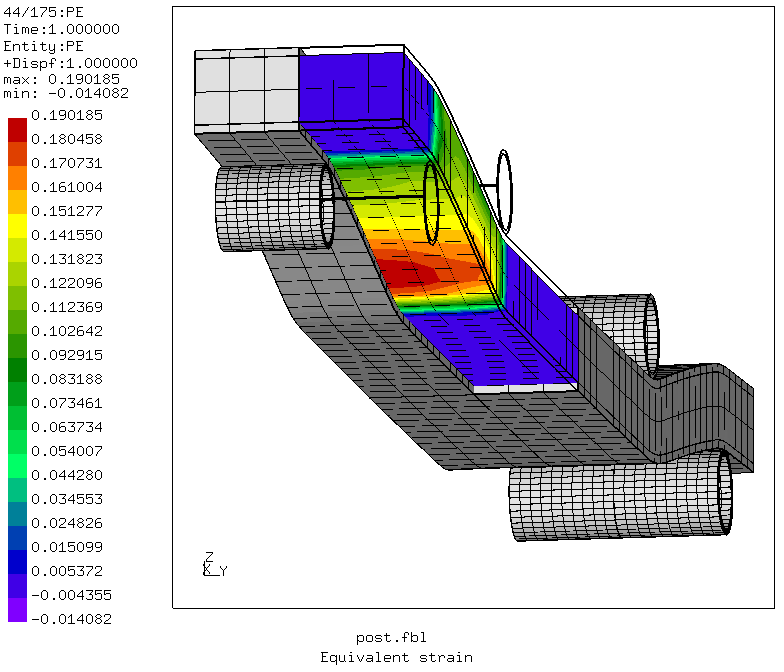 44/175:PE
Time:1.000000
Entity:PE
+Dispf:1.000000
max: 0.190185
min: -0.014082
0.190185
0.180458
0.170731
0.161004
0.151277
0.141550
0.131823
0.122096
0.112369
0.102642
0.092915
0.083188
0.073461
0.063734
0.054007
0.044280
0.034553
0.024826
0.015099
0.005372
-0.004355
-0.014082
Z
X Y
post.fbl
Equivalent strain